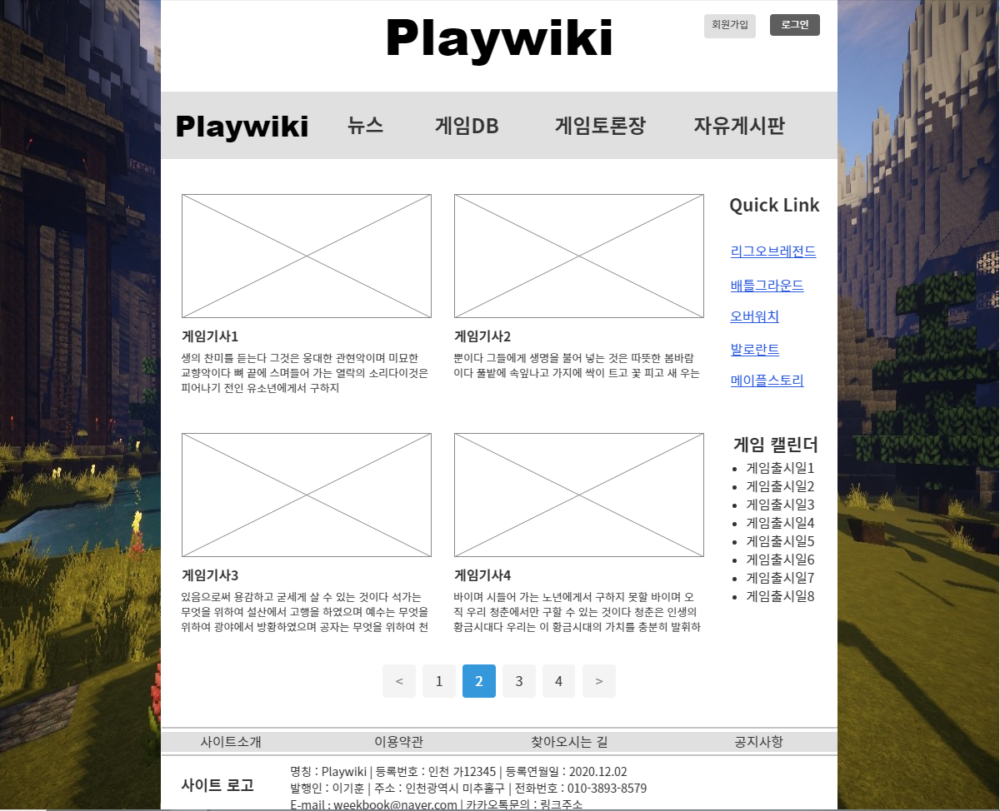 Playwiki
회원가입
로그인
Playwiki
뉴스
게임DB
게임토론장
자유게시판
게임기사1
생의 찬미를 듣는다 그것은 웅대한 관현악이며 미묘한
교향악이다 뼈 끝에 스며들어 가는 열락의 소리다이것은
피어나기 전인 유소년에게서 구하지
게임기사2
뿐이다 그들에게 생명을 불어 넣는 것은 따뜻한 봄바람
이다 풀밭에 속잎나고 가지에 싹이 트고 꽃 피고 새 우는
Quick Link
리그오브레전드
배틀그라운드
오버워치
발로란트
메이플스토리
게임기사3
있음으로써 용감하고 굳세게 살 수 있는 것이다 석가는
무엇을 위하여 설산에서 고행을 하였으며 예수는 무엇을
위하여 광야에서 방황하였으며 공자는 무엇을 위하여 천
게임기사4
바이며 시들어 가는 노년에게서 구하지 못할 바이며 오
직 우리 청춘에서만 구할 수 있는 것이다 청춘은 인생의
황금시대다 우리는 이 황금시대의 가치를 충분히 발휘하
게임 캘린더
게임출시일1
게임출시일2
게임출시일3
게임출시일4
게임출시일5
게임출시일6
게임출시일7
게임출시일8
< 1 2 3 4 >
사이트소개
이용약관
찾아오시는 길
공지사항
사이트 로고
명칭 : Playwiki | 등록번호 : 인천 가12345 | 등록연월일 : 2020.12.02
발행인 : 이기훈 | 주소 : 인천광역시 미추홀구 | 전화번호 : 010-3893-8579
E-mail : weekbook@naver.com | 카카오톡문의 : 링크주소